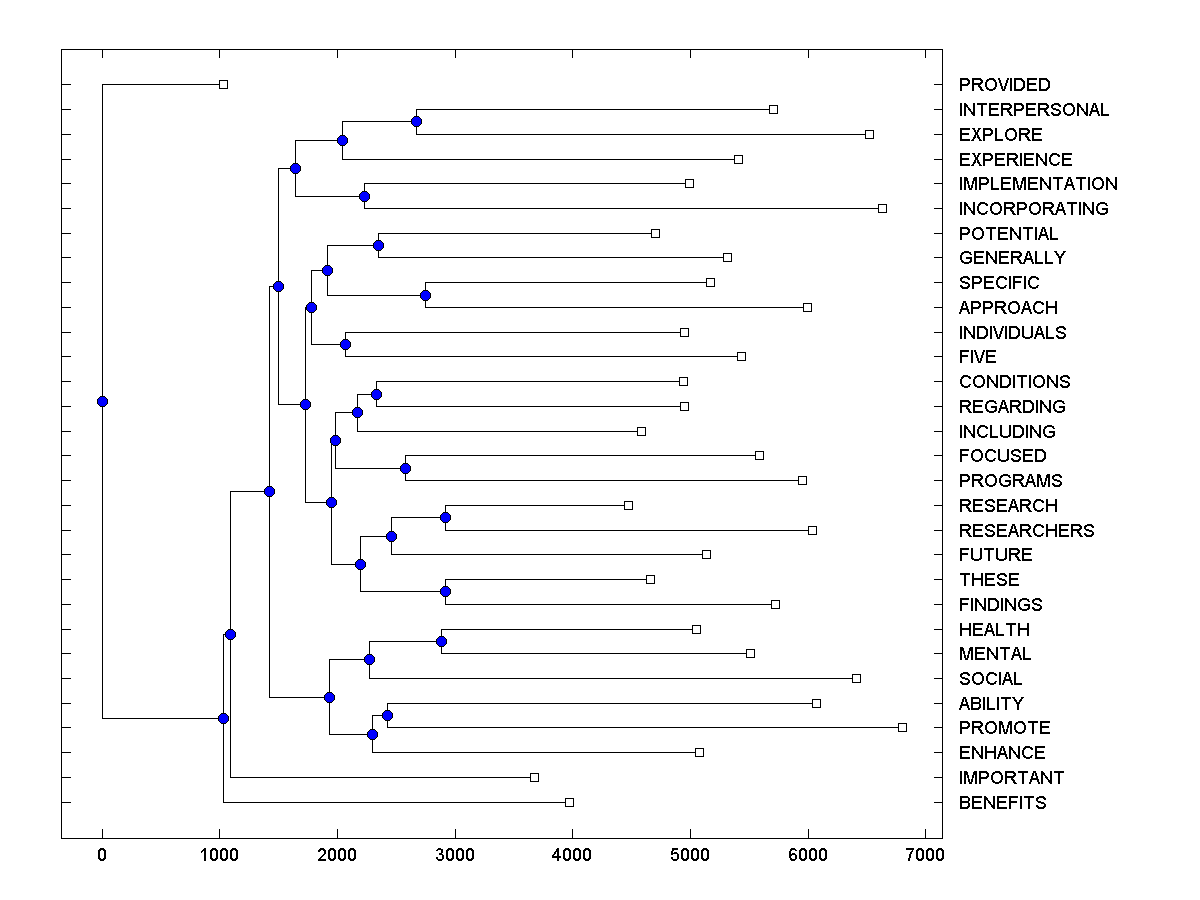 PROVIDED
INTERPERSONAL
EXPLORE
EXPERIENCE
IMPLEMENTATION
INCORPORATING
POTENTIAL
GENERALLY
SPECIFIC
APPROACH
INDIVIDUALS
FIVE
CONDITIONS
REGARDING
INCLUDING
FOCUSED
PROGRAMS
RESEARCH
RESEARCHERS
FUTURE
THESE
FINDINGS
HEALTH
MENTAL
SOCIAL
ABILITY
PROMOTE
ENHANCE
IMPORTANT
BENEFITS
0 1000 2000 3000 4000 5000 6000 7000